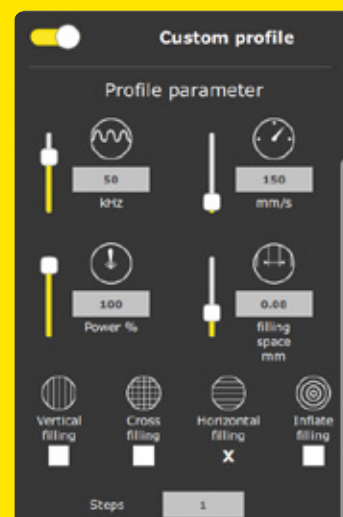 Custom profile
Profile parameter
50
kHz
150
mm/s
100
Power %
0.08
filling
space
mm
Vertical
filling
Cross
filling
Horizontal
filling
X
Inflate
filling
Steps
1